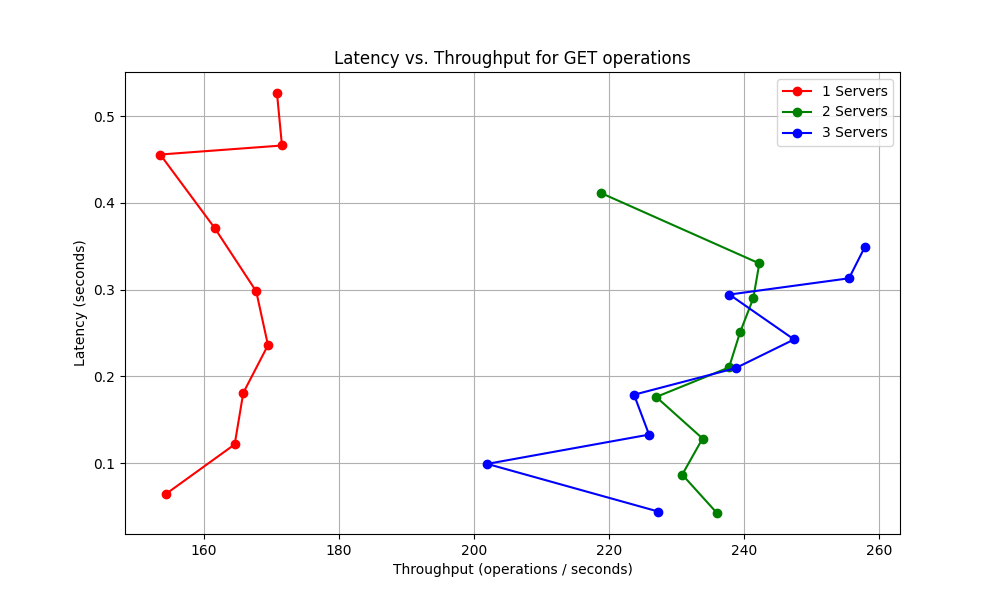 Latency vs. Throughput for GET operations
1 Servers
2 Servers
3 Servers
0.5
0.4
0.3
0.2
0.1
Latency (seconds)
160 180 200 220 240 260
Throughput (operations / seconds)